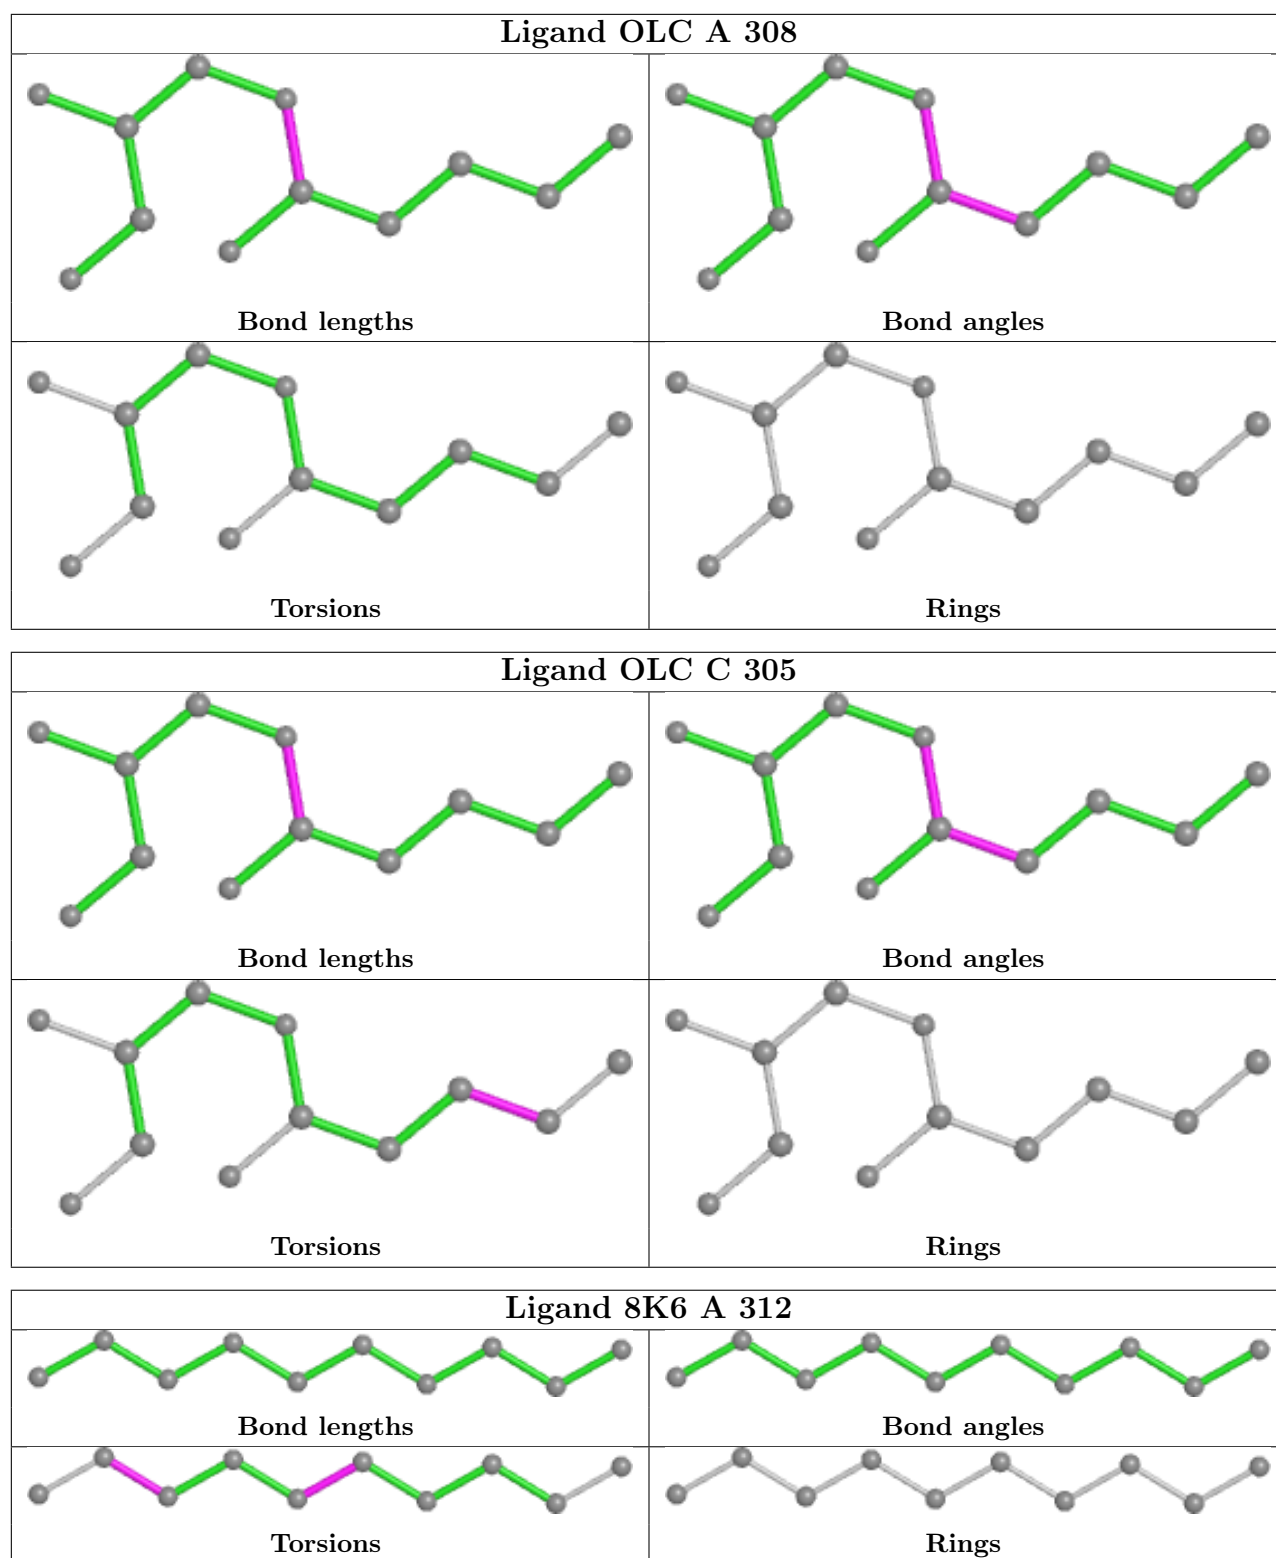 Ligand OLC A 308
Bond lengths
Bond angles
Torsions
Rings
Ligand OLC C 305
Bond lengths
Bond angles
Torsions
Rings
Ligand 8K6 A 312
Bond lengths
Bond angles
Torsions
Rings